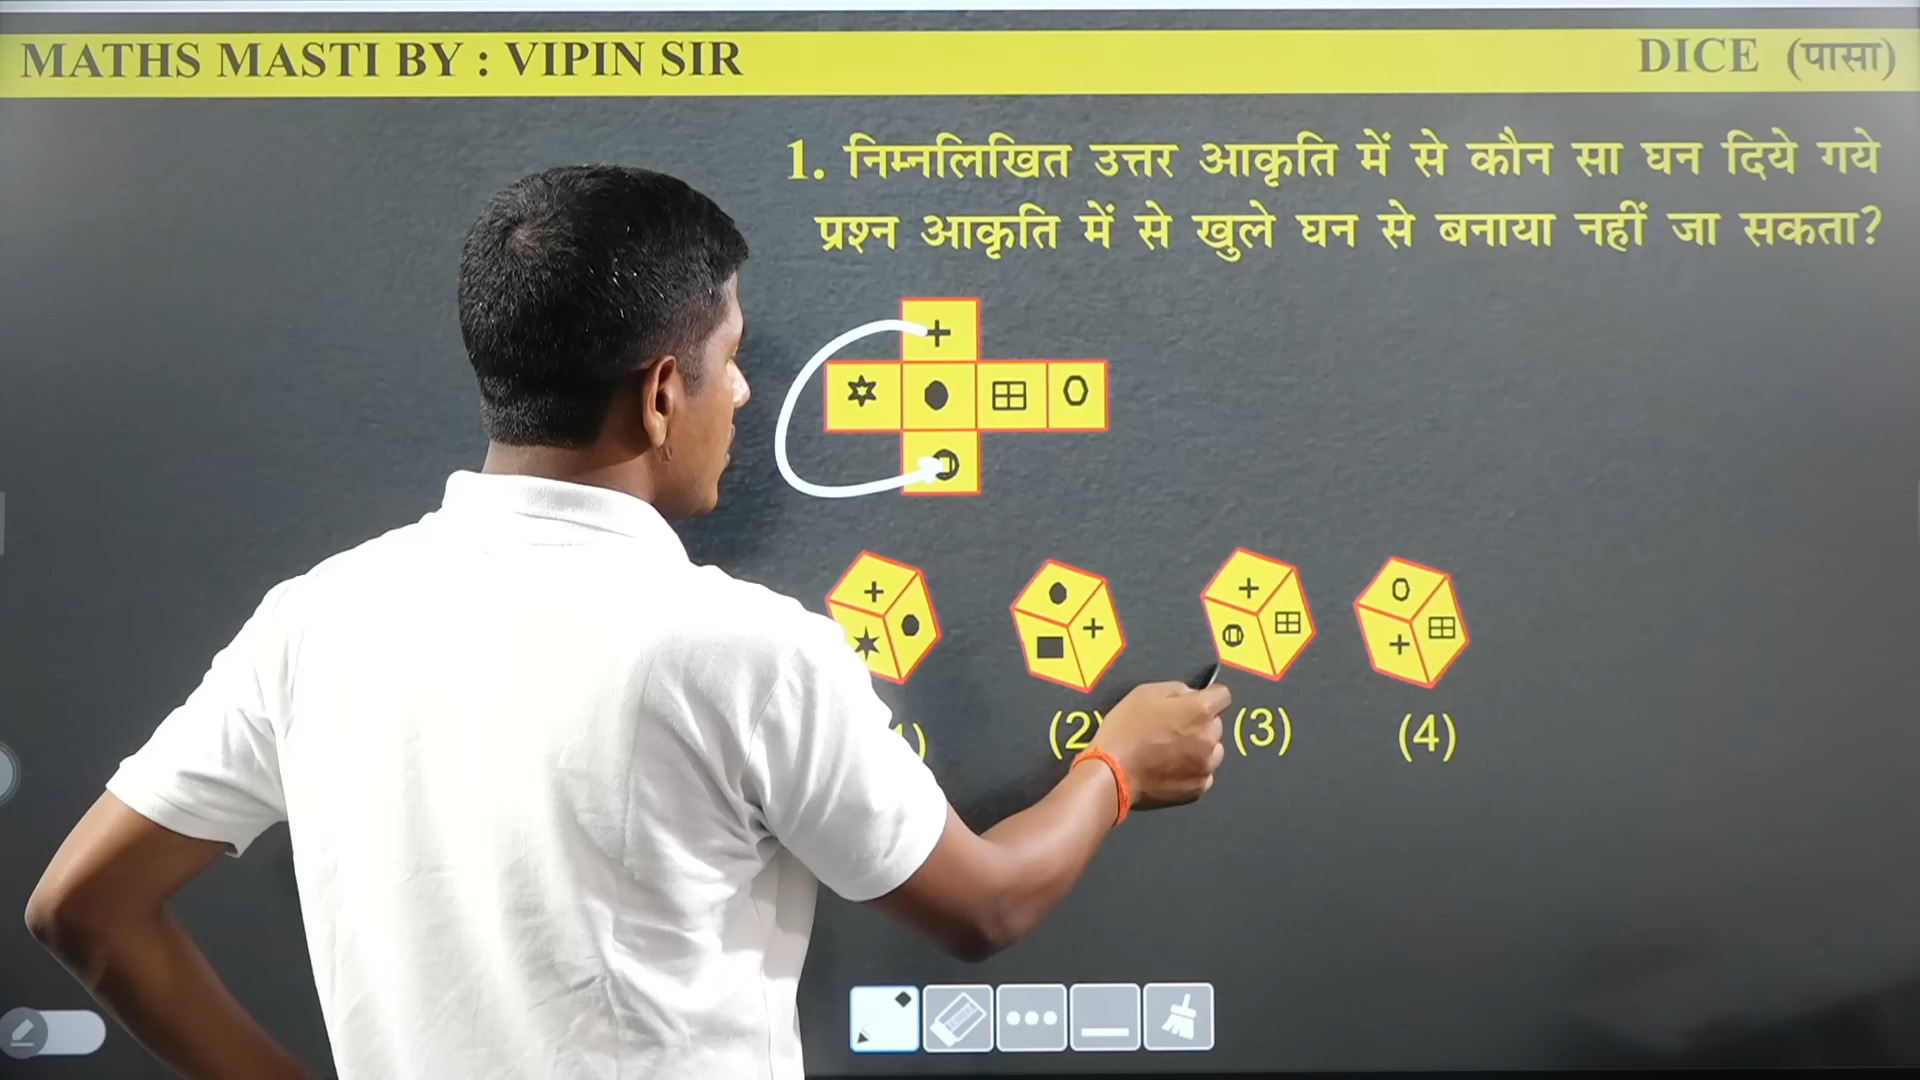 MATHS MASTI BY : VIPIN SIR
DICE (पासा)
1. निम्नलिखित उत्तर आकृति में से कौन सा घन दिये गये
प्रश्न आकृति में से खुले घन से बनाया नहीं जा सकता?
(3) (4)